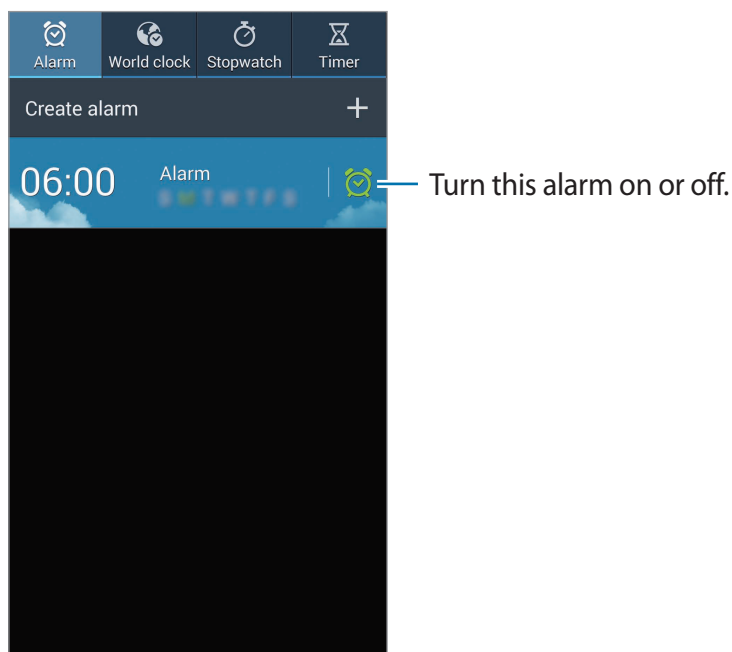 Alarm World clock Stopwatch Timer
Create alarm +
06:00 Alarm
Turn this alarm on or off.